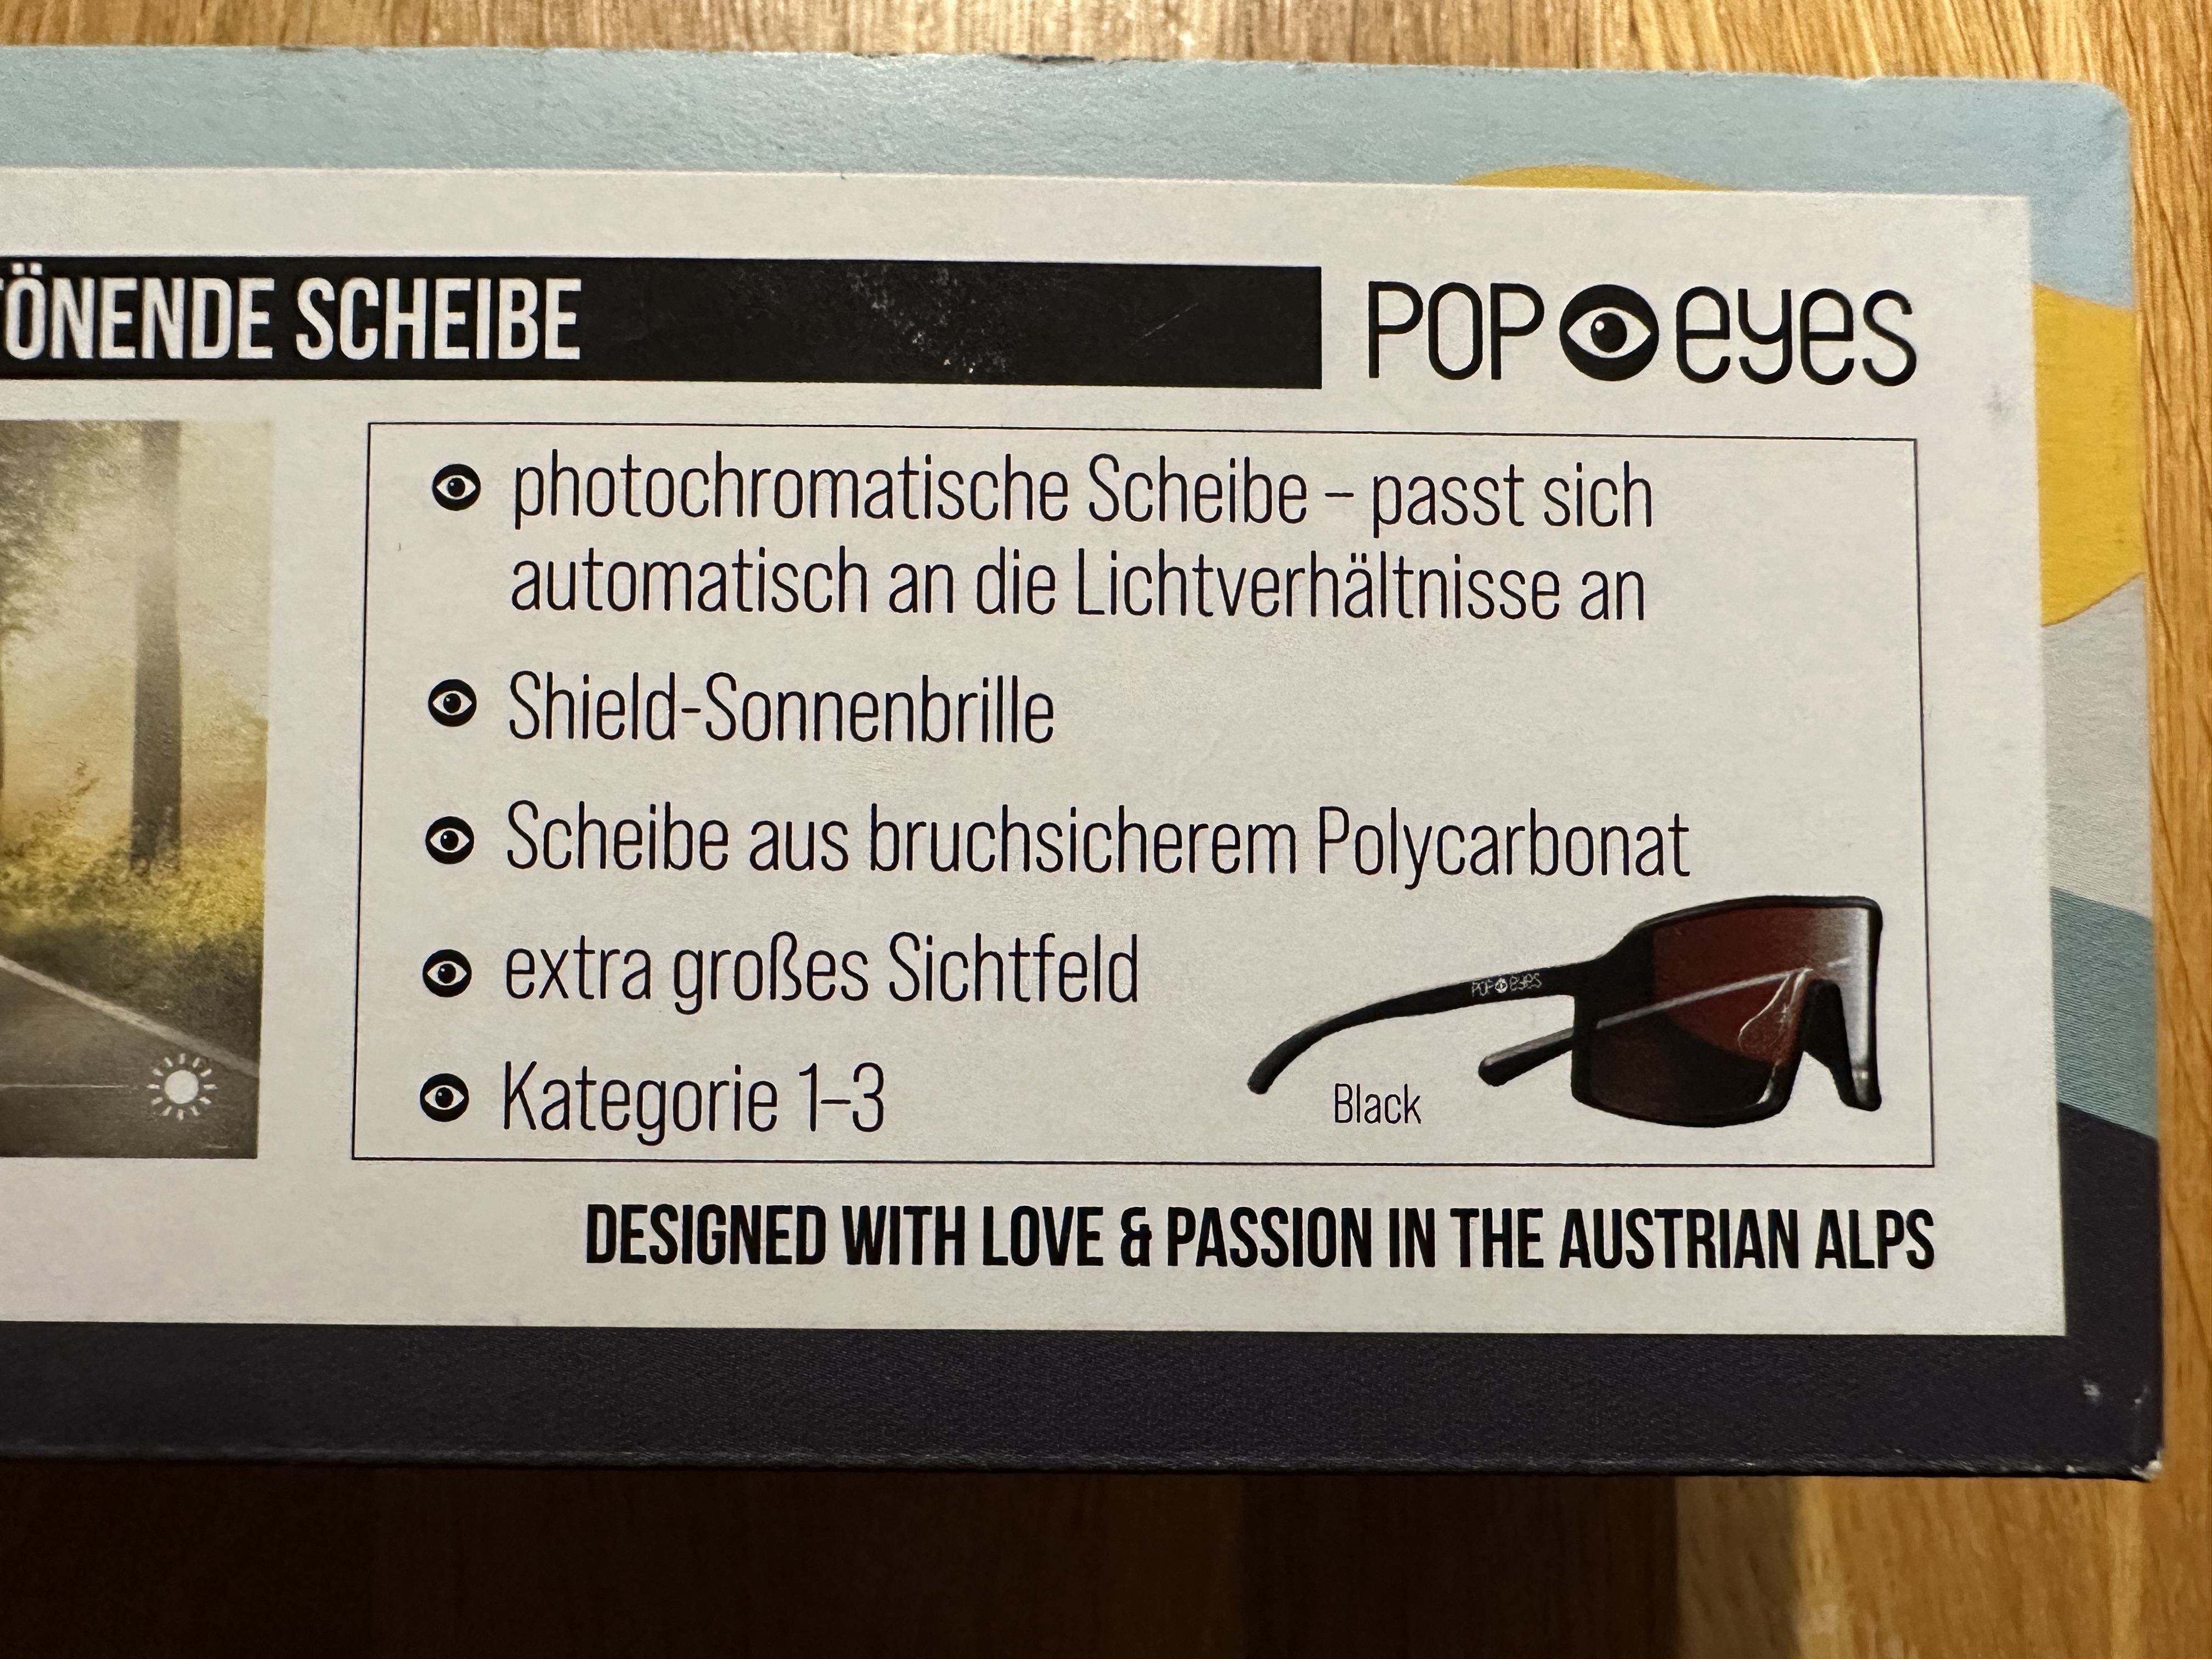 TÖNENDE SCHEIBE
POP eyes
photochromatische Scheibe – passt sich
automatisch an die Lichtverhältnisse an
Shield-Sonnenbrille
Scheibe aus bruchsicherem Polycarbonat
extra großes Sichtfeld
POP eyes
Kategorie 1–3
Black
DESIGNED WITH LOVE & PASSION IN THE AUSTRIAN ALPS